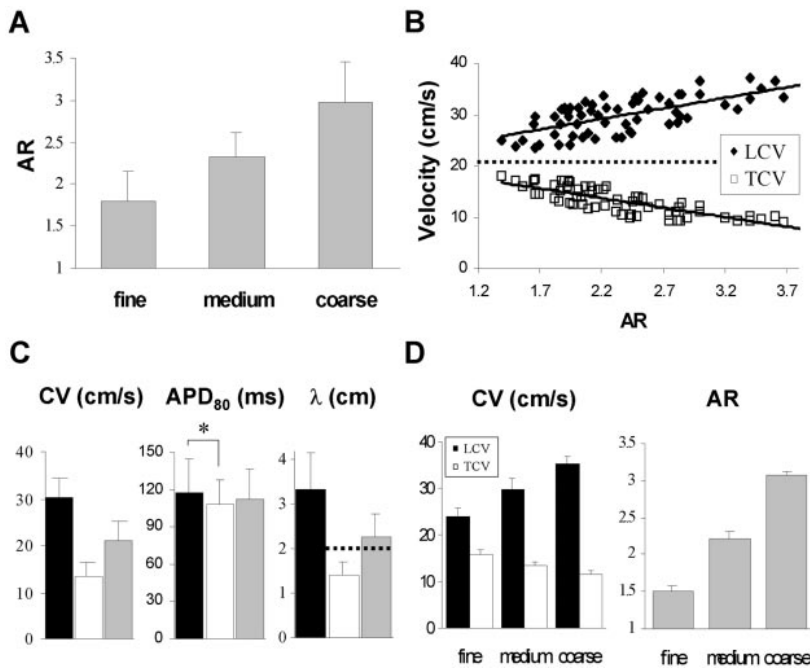 A
AR
3.5
3
2.5
2
1.5
1
fine medium coarse
B
Velocity (cm/s)
40
30
20
10
0
LCV
TCV
1.2 1.7 2.2 2.7 3.2 3.7
AR
C
CV (cm/s)
40
30
20
10
0
APD80 (ms)
*
150
120
90
60
30
0
λ (cm)
4
3
2
1
0
D
CV (cm/s)
40
30
20
10
0
LCV
TCV
fine medium coarse
AR
3.5
3
2.5
2
1.5
1
fine medium coarse